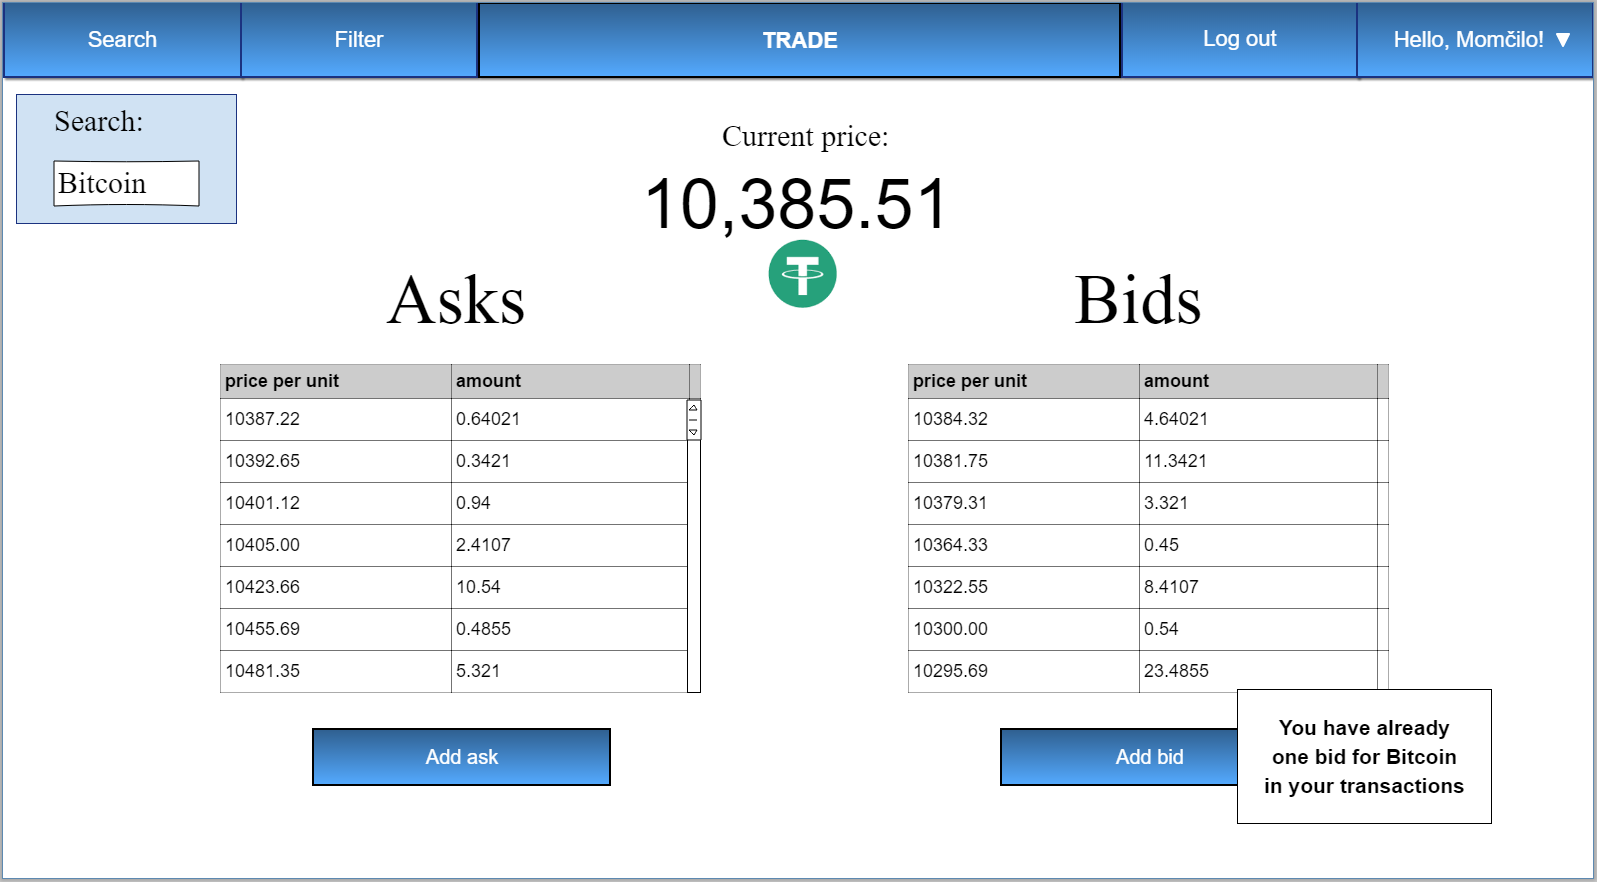 Search
Filter
TRADE
Log out
Hello, Momčilo! ▼
Search:
Bitcoin
Current price:
10,385.51
Asks
price per unit amount
10387.22 0.64021
10392.65 0.3421
10401.12 0.94
10405.00 2.4107
10423.66 10.54
10455.69 0.4855
10481.35 5.321
Add ask
Bids
price per unit amount
10384.32 4.64021
10381.75 11.3421
10379.31 3.321
10364.33 0.45
10322.55 8.4107
10300.00 0.54
10295.69 23.4855
Add bid
You have already
one bid for Bitcoin
in your transactions